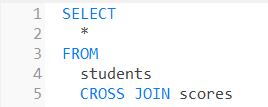 1 SELECT
2   *
3 FROM
4   students
5   CROSS JOIN scores